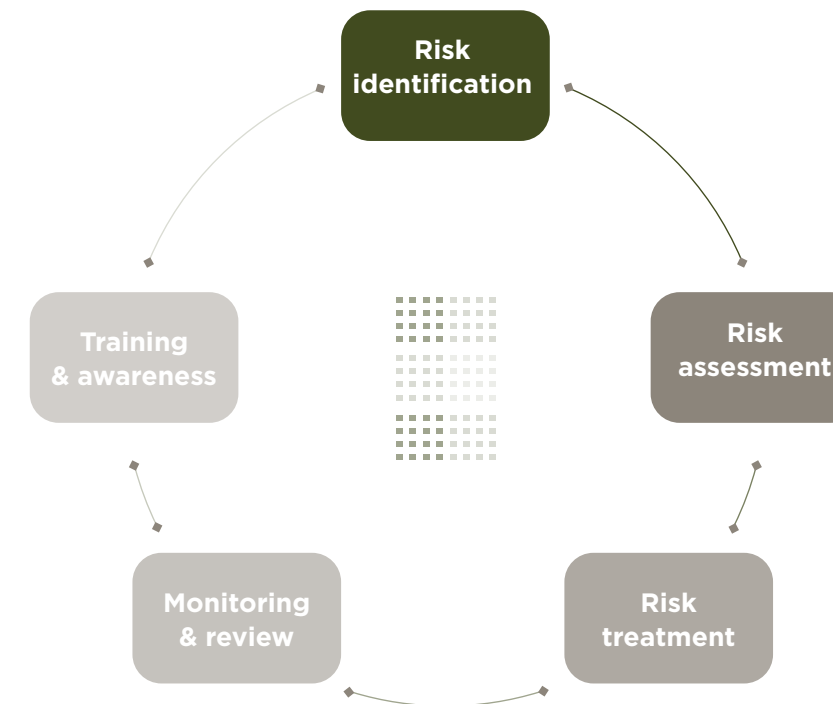 Risk
identification
Risk
assessment
Risk
treatment
Monitoring
& review
Training
& awareness